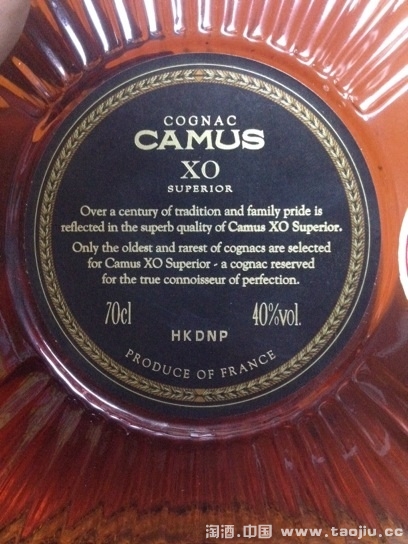 COGNAC
CAMUS
XO
SUPERIOR
Over a century of tradition and family pride is
reflected in the superb quality of Camus XO Superior.
Only the oldest and rarest of cognacs are selected
for Camus XO Superior - a cognac reserved
for the true connoisseur of perfection.
70cl 40%vol.
HKDNP
PRODUCE OF FRANCE
淘酒.中国 www.taojiu.cc